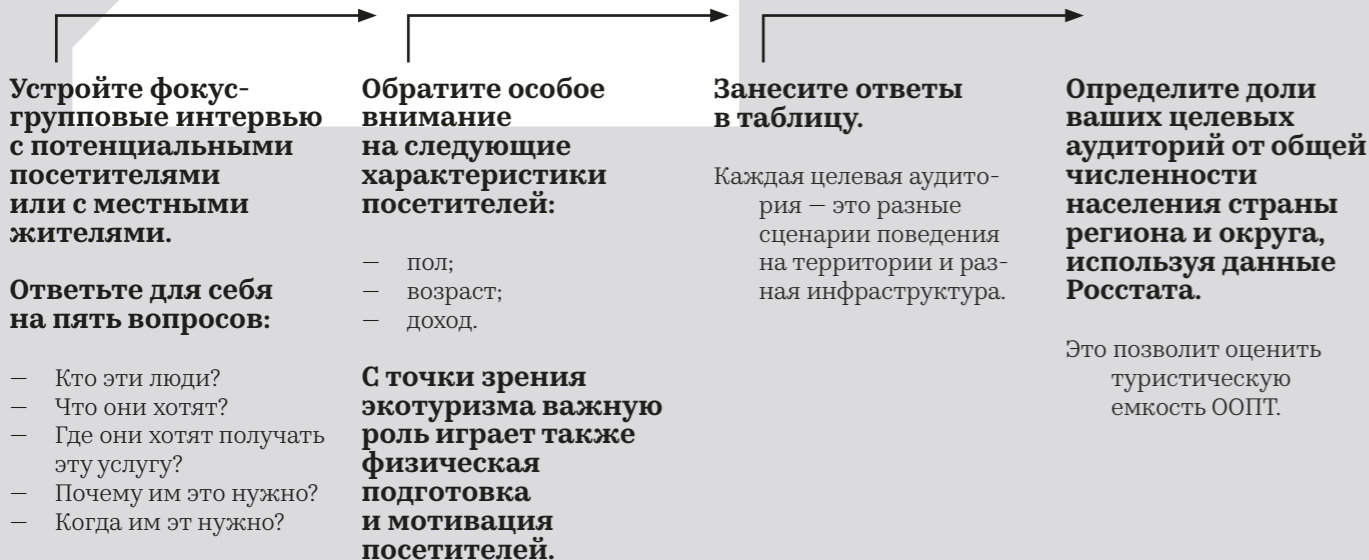 Устройте фокус-
групповые интервью
с потенциальными
посетителями
или с местными
жителями.
Ответьте для себя
на пять вопросов:
— Кто эти люди?
— Что они хотят?
— Где они хотят получать
эту услугу?
— Почему им это нужно?
— Когда им эт нужно?
Обратите особое
внимание
на следующие
характеристики
посетителей:
— пол;
— возраст;
— доход.
С точки зрения
экотуризма важную
роль играет также
физическая
подготовка
и мотивация
посетителей.
Занесите ответы
в таблицу.
Каждая целевая аудито-
рия — это разные
сценарии поведения
на территории и раз-
ная инфраструктура.
Определите доли
ваших целевых
аудиторий от общей
численности
населения страны
региона и округа,
используя данные
Росстата.
Это позволит оценить
туристическую
емкость ООПТ.